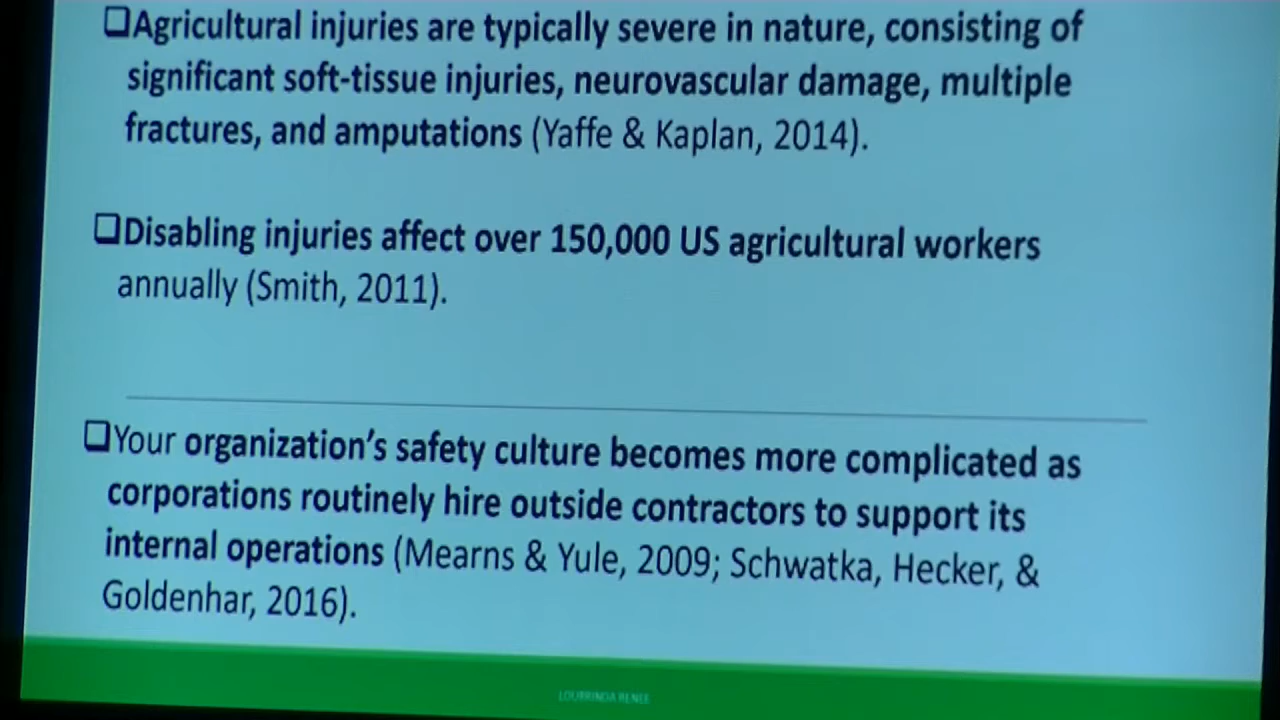 ❑Agricultural injuries are typically severe in nature, consisting of
significant soft-tissue injuries, neurovascular damage, multiple
fractures, and amputations (Yaffe & Kaplan, 2014).
❑Disabling injuries affect over 150,000 US agricultural workers
annually (Smith, 2011).
❑Your organization's safety culture becomes more complicated as
corporations routinely hire outside contractors to support its
internal operations (Mearns & Yule, 2009; Schwatka, Hecker, &
Goldenhar, 2016).